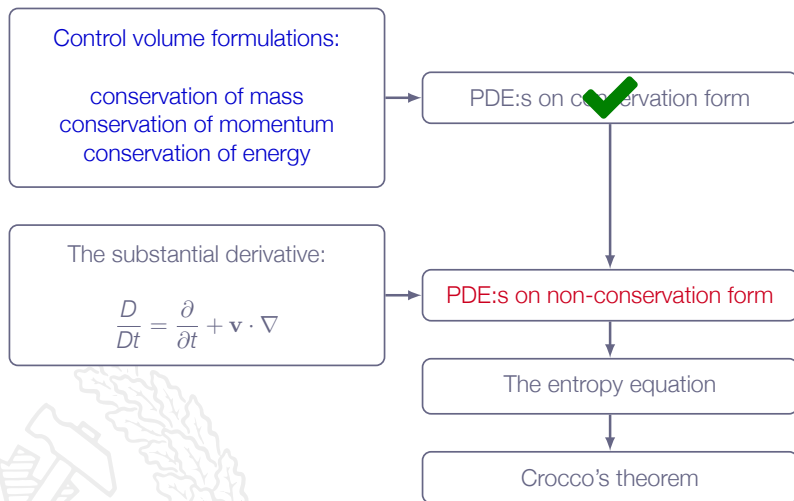 Control volume formulations:
conservation of mass
conservation of momentum
conservation of energy
PDE:s on conservation form
The substantial derivative:
D/Dt = ∂/∂t + v · ∇
PDE:s on non-conservation form
The entropy equation
Crocco's theorem